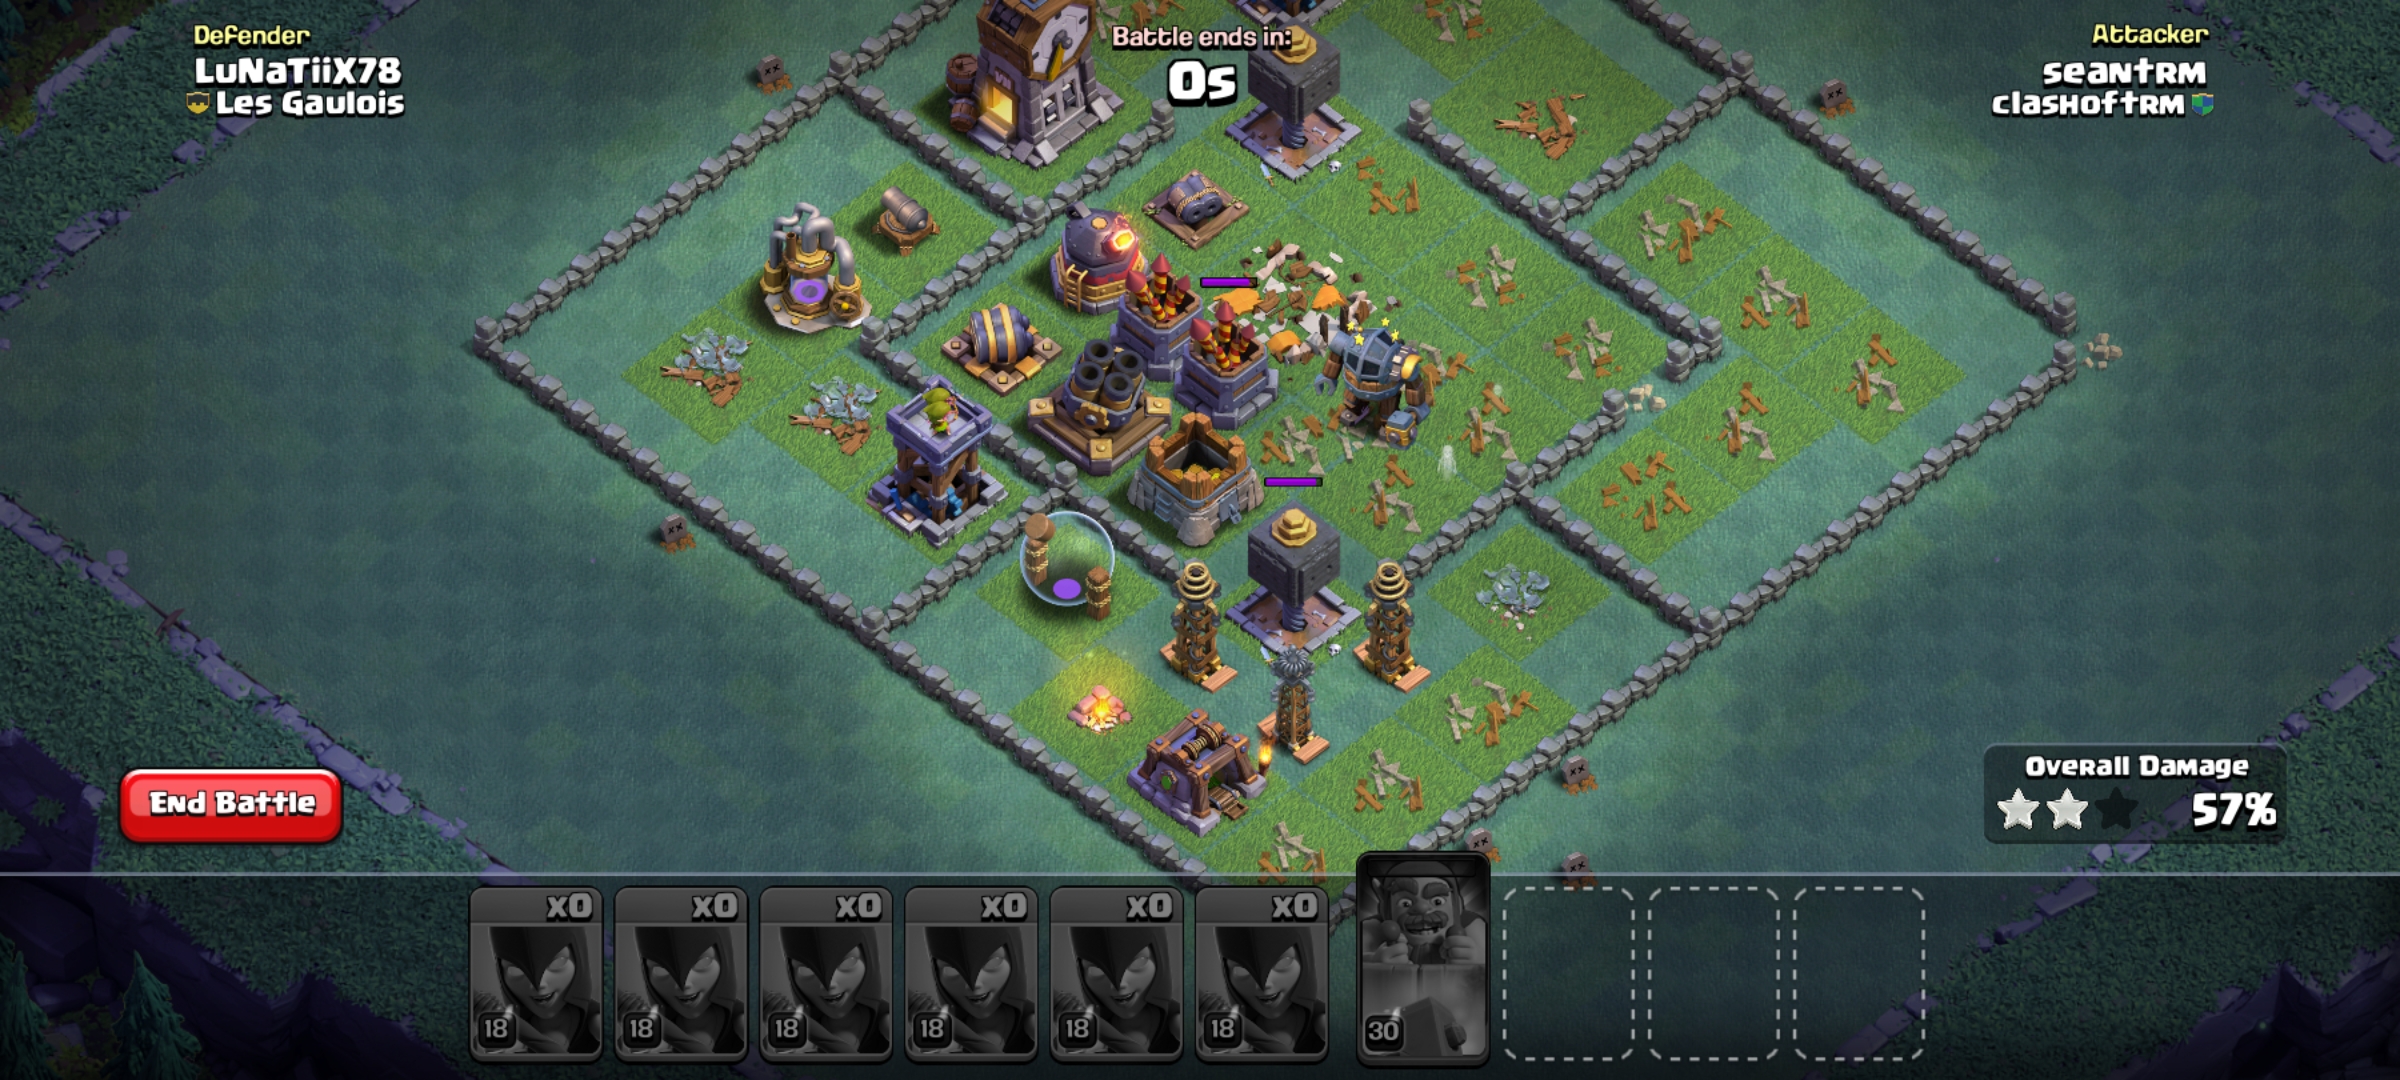 Defender
LuNaTiiX78
Les Gaulois
Battle ends in:
0s
Attacker
seantrm
clashoftrm
End Battle
Overall Damage
57%
x0
x0
x0
x0
x0
x0
18
18
18
18
18
18
30